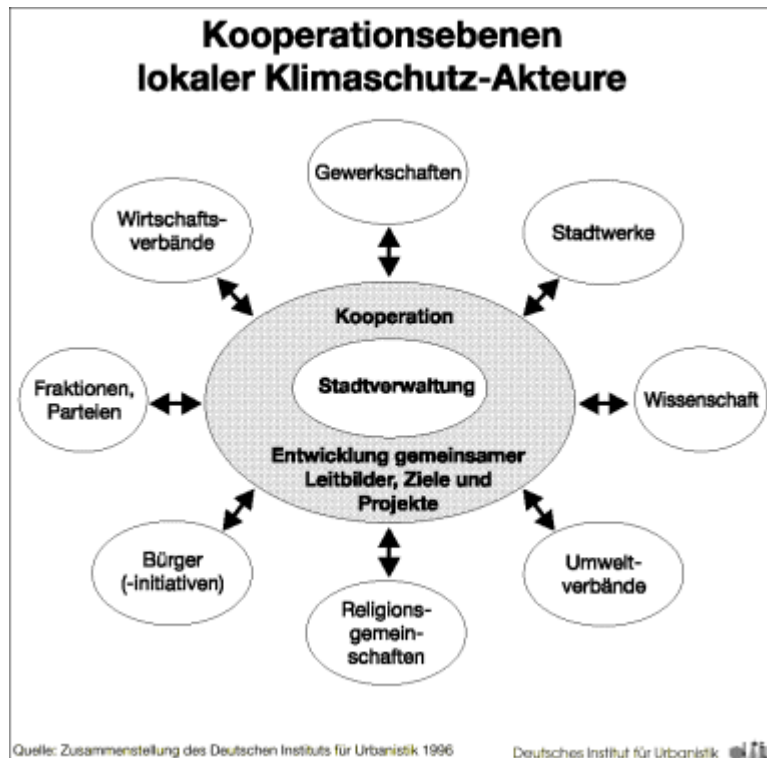 Kooperationsebenen
lokaler Klimaschutz-Akteure
Gewerkschaften
Wirtschafts-
verbände
Stadtwerke
Kooperation
Stadtverwaltung
Fraktionen,
Parteien
Wissenschaft
Entwicklung gemeinsamer
Leitbilder, Ziele und
Projekte
Bürger
(-initiativen)
Umwelt-
verbände
Religions-
gemein-
schaften
Quelle: Zusammenstellung des Deutschen Instituts für Urbanistik 1996
Deutsches Institut für Urbanistik